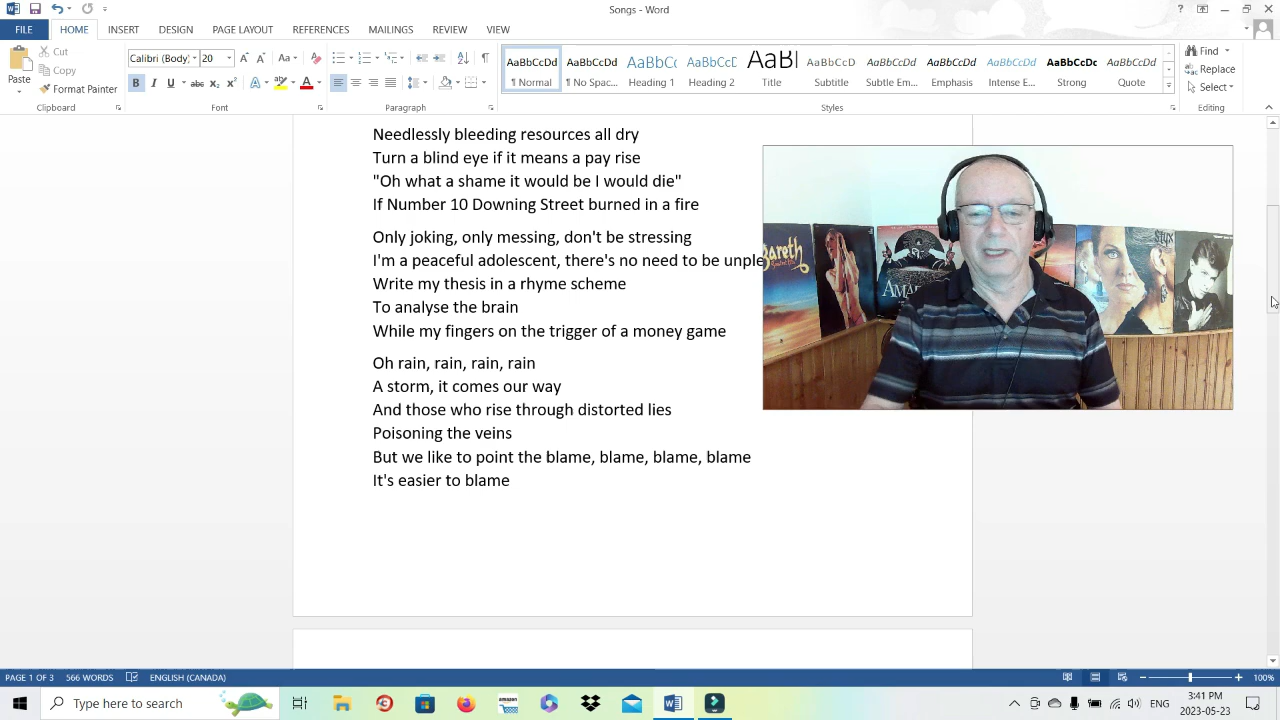 Songs - Word
FILE HOME INSERT DESIGN PAGE LAYOUT REFERENCES MAILINGS REVIEW VIEW
Cut
Copy
Format Painter
Paste
Calibri (Body) 20
AaBbCcDd AaBbCcDd AaBbC( AaBbCcE AaBl AaBbCcD AaBbCcDd AaBbCcDd AaBbCcDd AaBbCcDc AaBbCcDd
¶ Normal ¶ No Spac... Heading 1 Heading 2 Title Subtitle Subtle Em... Emphasis Intense E... Strong Quote
Find
Replace
Select
Clipboard Font Paragraph Styles Editing
Needlessly bleeding resources all dry
Turn a blind eye if it means a pay rise
"Oh what a shame it would be I would die"
If Number 10 Downing Street burned in a fire
Only joking, only messing, don't be stressing
I'm a peaceful adolescent, there's no need to be unple
Write my thesis in a rhyme scheme
To analyse the brain
While my fingers on the trigger of a money game
Oh rain, rain, rain, rain
A storm, it comes our way
And those who rise through distorted lies
Poisoning the veins
But we like to point the blame, blame, blame, blame
It's easier to blame
areth
AMA
STYX
PAGE 1 OF 3 566 WORDS ENGLISH (CANADA) 100%
Type here to search
amazon
ENG
3:41 PM
2023-05-23